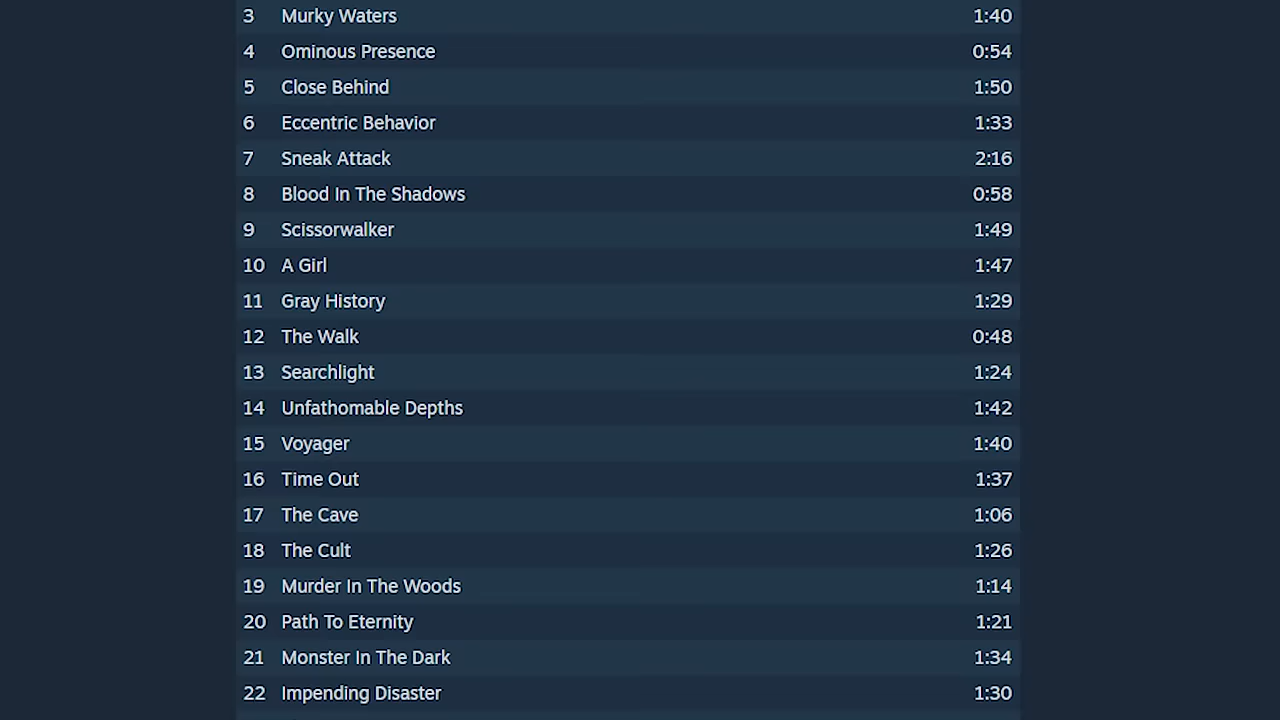 3 Murky Waters 1:40
4 Ominous Presence 0:54
5 Close Behind 1:50
6 Eccentric Behavior 1:33
7 Sneak Attack 2:16
8 Blood In The Shadows 0:58
9 Scissorwalker 1:49
10 A Girl 1:47
11 Gray History 1:29
12 The Walk 0:48
13 Searchlight 1:24
14 Unfathomable Depths 1:42
15 Voyager 1:40
16 Time Out 1:37
17 The Cave 1:06
18 The Cult 1:26
19 Murder In The Woods 1:14
20 Path To Eternity 1:21
21 Monster In The Dark 1:34
22 Impending Disaster 1:30